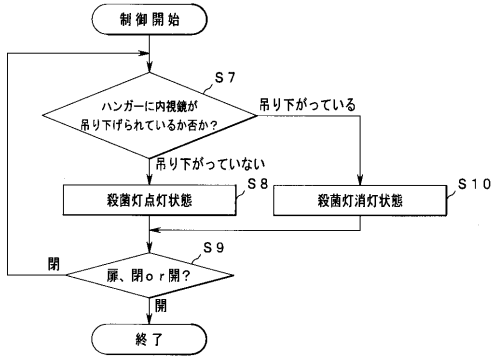 制御開始
S7
ハンガーに内視鏡が
吊り下げられているか否か?
吊り下がっている
吊り下がっていない
S8
S10
殺菌灯点灯状態
殺菌灯消灯状態
S9
閉
扉、閉or開?
開
終了